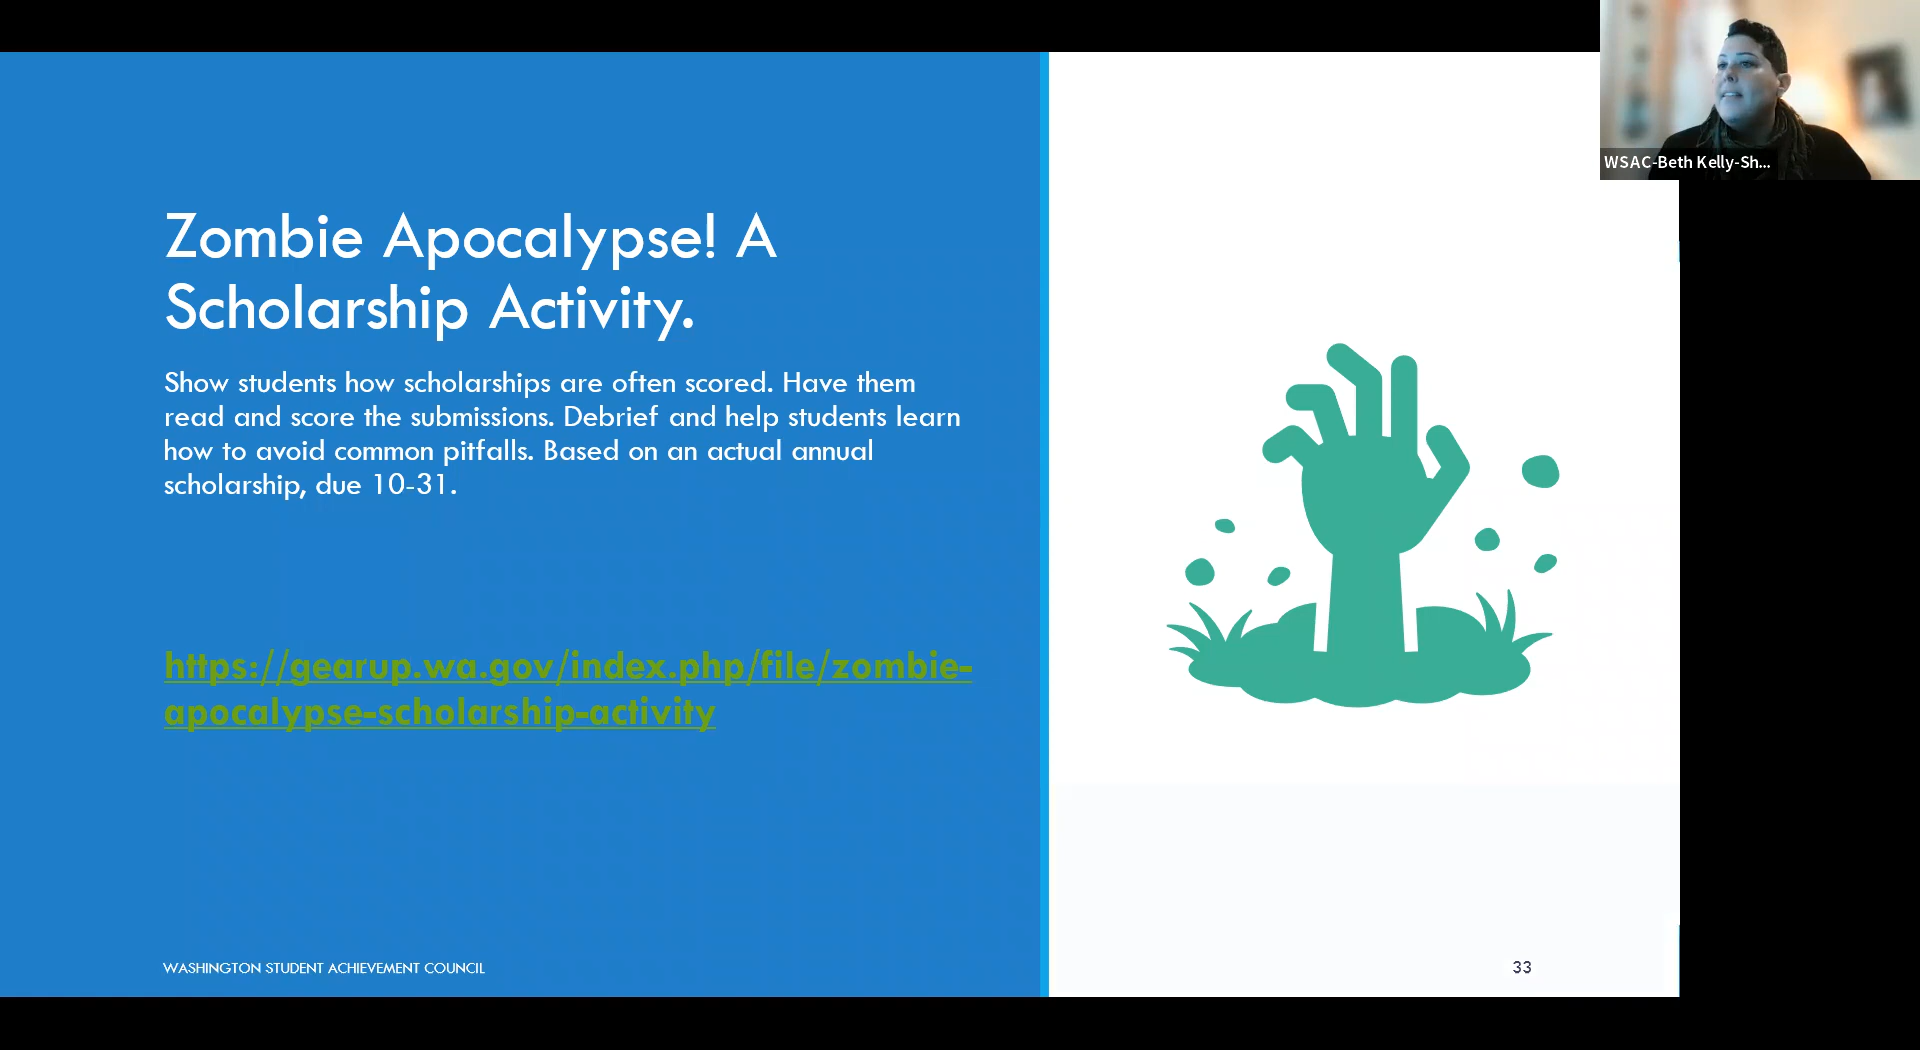 WSAC-Beth Kelly-Sh...
Zombie Apocalypse! A
Scholarship Activity.
Show students how scholarships are often scored. Have them
read and score the submissions. Debrief and help students learn
how to avoid common pitfalls. Based on an actual annual
scholarship, due 10-31.
https://gearup.wa.gov/index.php/file/zombie-
apocalypse-scholarship-activity
WASHINGTON STUDENT ACHIEVEMENT COUNCIL
33